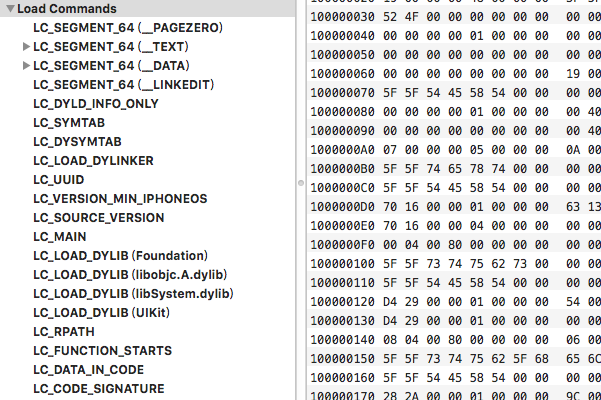 Load Commands
LC_SEGMENT_64 (__PAGEZERO)
LC_SEGMENT_64 (__TEXT)
LC_SEGMENT_64 (__DATA)
LC_SEGMENT_64 (__LINKEDIT)
LC_DYLD_INFO_ONLY
LC_SYMTAB
LC_DYSYMTAB
LC_LOAD_DYLINKER
LC_UUID
LC_VERSION_MIN_IPHONEOS
LC_SOURCE_VERSION
LC_MAIN
LC_LOAD_DYLIB (Foundation)
LC_LOAD_DYLIB (libobjc.A.dylib)
LC_LOAD_DYLIB (libSystem.dylib)
LC_LOAD_DYLIB (UIKit)
LC_RPATH
LC_FUNCTION_STARTS
LC_DATA_IN_CODE
LC_CODE_SIGNATURE
100000030 52 4F 00 00 00 00 00 00 00 00
100000040 00 00 00 00 01 00 00 00 00 00
100000050 00 00 00 00 00 00 00 00 00 00
100000060 00 00 00 00 00 00 00 00 19 00
100000070 5F 5F 54 45 58 54 00 00 00 00
100000080 00 00 00 00 01 00 00 00 00 40
100000090 00 00 00 00 00 00 00 00 00 40
1000000A0 07 00 00 00 05 00 00 00 0A 00
1000000B0 5F 5F 74 65 78 74 00 00 00 00
1000000C0 5F 5F 54 45 58 54 00 00 00 00
1000000D0 70 16 00 00 01 00 00 00 63 13
1000000E0 70 16 00 00 04 00 00 00 00 00
1000000F0 00 04 00 80 00 00 00 00 00 00
100000100 5F 5F 73 74 75 62 73 00 00 00
100000110 5F 5F 54 45 58 54 00 00 00 00
100000120 D4 29 00 00 01 00 00 00 54 00
100000130 D4 29 00 00 01 00 00 00 00 00
100000140 08 04 00 80 00 00 00 00 06 00
100000150 5F 5F 73 74 75 62 5F 68 65 6C
100000160 5F 5F 54 45 58 54 00 00 00 00
100000170 28 2A 00 00 01 00 00 00 9C 00